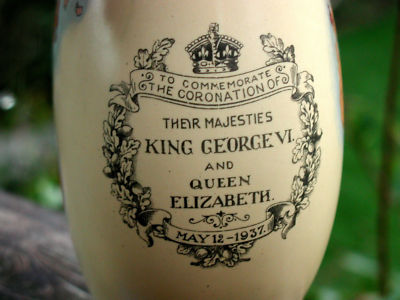 TO COMMEMORATE
THE CORONATION OF
THEIR MAJESTIES
KING GEORGE VI.
AND
QUEEN
ELIZABETH.
MAY 12-1937.